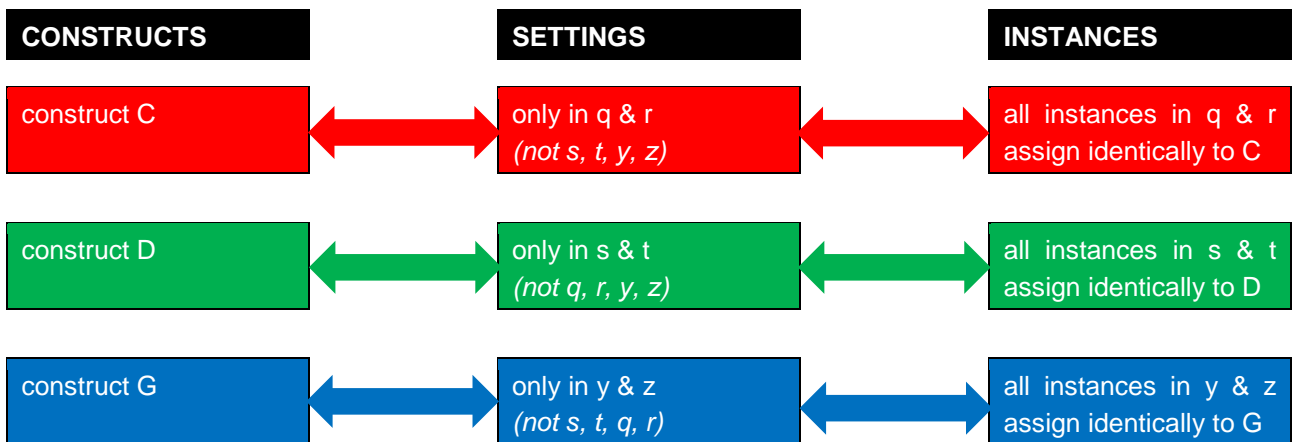 CONSTRUCTS
SETTINGS
INSTANCES
construct C
only in q & r
(not s, t, y, z)
all instances in q & r
assign identically to C
construct D
only in s & t
(not q, r, y, z)
all instances in s & t
assign identically to D
construct G
only in y & z
(not s, t, q, r)
all instances in y & z
assign identically to G